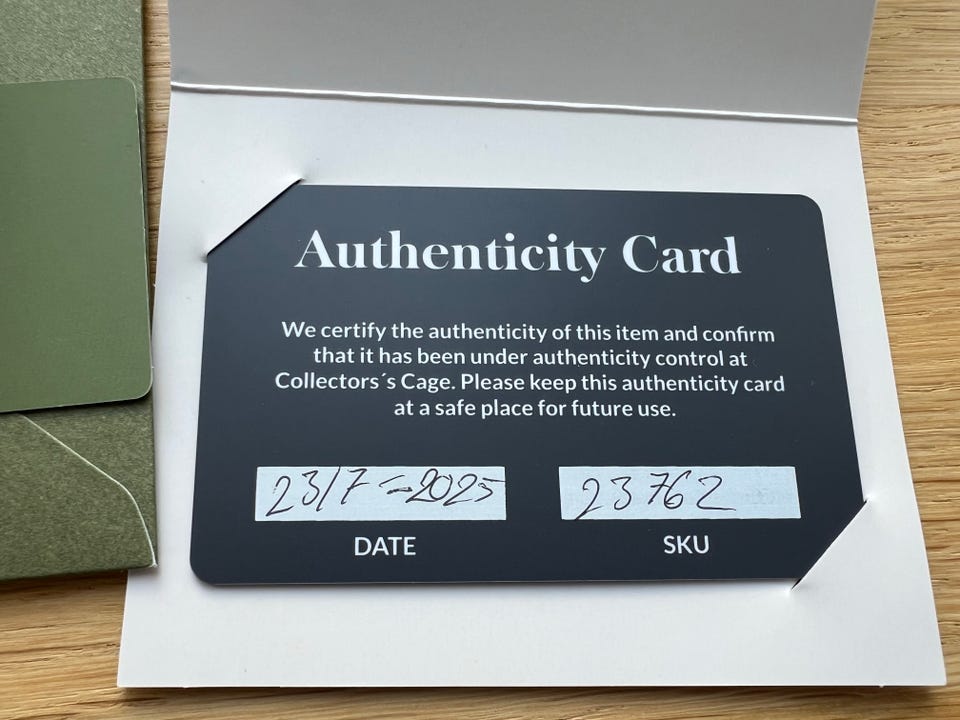 Authenticity Card
We certify the authenticity of this item and confirm
that it has been under authenticity control at
Collectors´s Cage. Please keep this authenticity card
at a safe place for future use.
23/7-2025 23762
DATE SKU